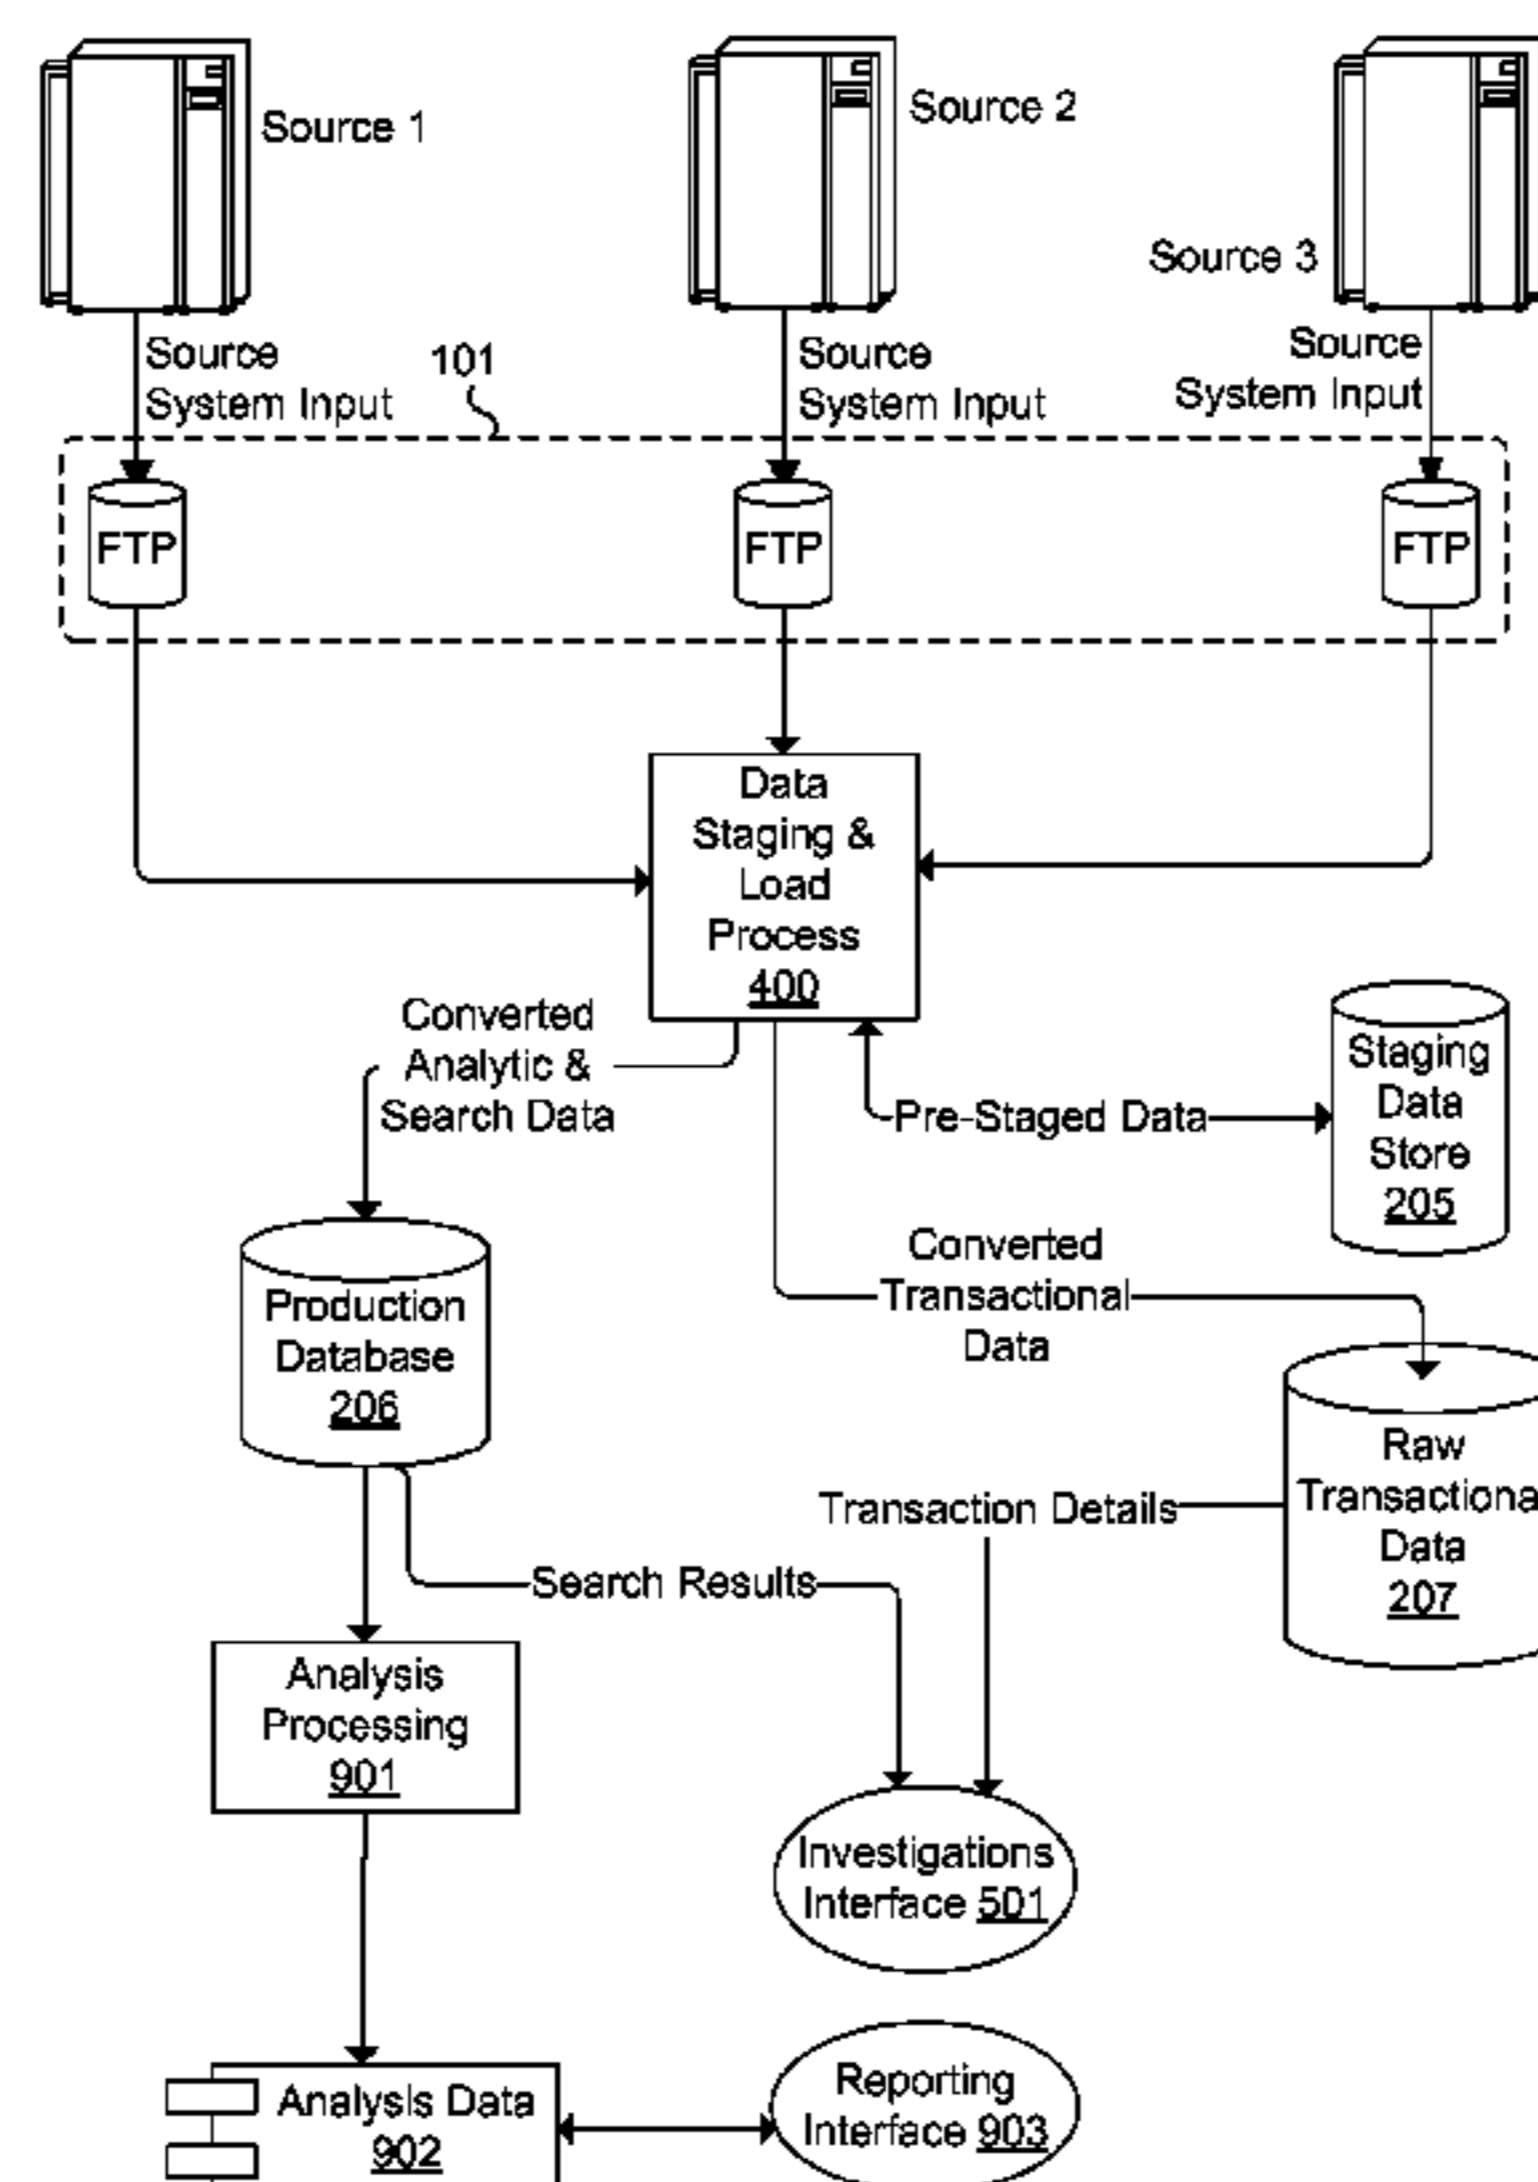 Source 1
Source 2
Source 3
Source
System Input
101
Source
System Input
Source
System Input
FTP
FTP
FTP
Data
Staging &
Load
Process
400
Converted
Analytic &
Search Data
Pre-Staged Data
Staging
Data
Store
205
Converted
Transactional
Data
Production
Database
206
Raw
Transactiona
Data
207
Transaction Details
Search Results
Analysis
Processing
901
Investigations
Interface 501
Analysis Data
902
Reporting
Interface 903